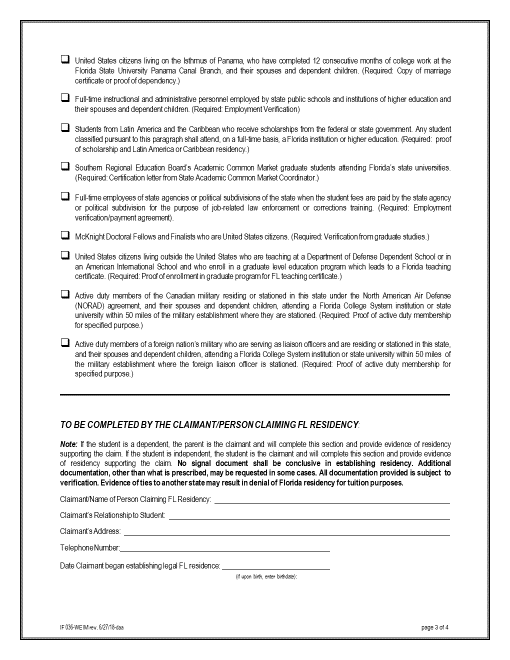 ❑ United States citizens living on the Isthmus of Panama, who have completed 12 consecutive months of college work at the
Florida State University Panama Canal Branch, and their spouses and dependent children. (Required: Copy of marriage
certificate or proof of dependency.)
❑ Full-time instructional and administrative personnel employed by state public schools and institutions of higher education and
their spouses and dependent children. (Required: Employment Verification)
❑ Students from Latin America and the Caribbean who receive scholarships from the federal or state government. Any student
classified pursuant to this paragraph shall attend, on a full-time basis, a Florida institution or higher education. (Required: proof
of scholarship and Latin America or Caribbean residency.)
❑ Southern Regional Education Board's Academic Common Market graduate students attending Florida's state universities.
(Required: Certification letter from State Academic Common Market Coordinator.)
❑ Full-time employees of state agencies or political subdivisions of the state when the student fees are paid by the state agency
or political subdivision for the purpose of job-related law enforcement or corrections training. (Required: Employment
verification/payment agreement).
❑ McKnight Doctoral Fellows and Finalists who are United States citizens. (Required: Verification from graduate studies.)
❑ United States citizens living outside the United States who are teaching at a Department of Defense Dependent School or in
an American International School and who enroll in a graduate level education program which leads to a Florida teaching
certificate. (Required: Proof of enrollment in graduate program for FL teaching certificate.)
❑ Active duty members of the Canadian military residing or stationed in this state under the North American Air Defense
(NORAD) agreement, and their spouses and dependent children, attending a Florida College System institution or state
university within 50 miles of the military establishment where they are stationed. (Required: Proof of active duty membership
for specified purpose.)
❑ Active duty members of a foreign nation's military who are serving as liaison officers and are residing or stationed in this state,
and their spouses and dependent children, attending a Florida College System institution or state university within 50 miles of
the military establishment where the foreign liaison officer is stationed. (Required: Proof of active duty membership for
specified purpose.)
TO BE COMPLETED BY THE CLAIMANT/PERSON CLAIMING FL RESIDENCY:
Note: If the student is a dependent, the parent is the claimant and will complete this section and provide evidence of residency
supporting the claim. If the student is independent, the student is the claimant and will complete this section and provide evidence
of residency supporting the claim. No signal document shall be conclusive in establishing residency. Additional
documentation, other than what is prescribed, may be requested in some cases. All documentation provided is subject to
verification. Evidence of ties to another state may result in denial of Florida residency for tuition purposes.
Claimant/Name of Person Claiming FL Residency:
Claimant's Relationship to Student:
Claimant's Address:
Telephone Number:
Date Claimant began establishing legal FL residence:
(if upon birth, enter birthdate):
page 3 of 4